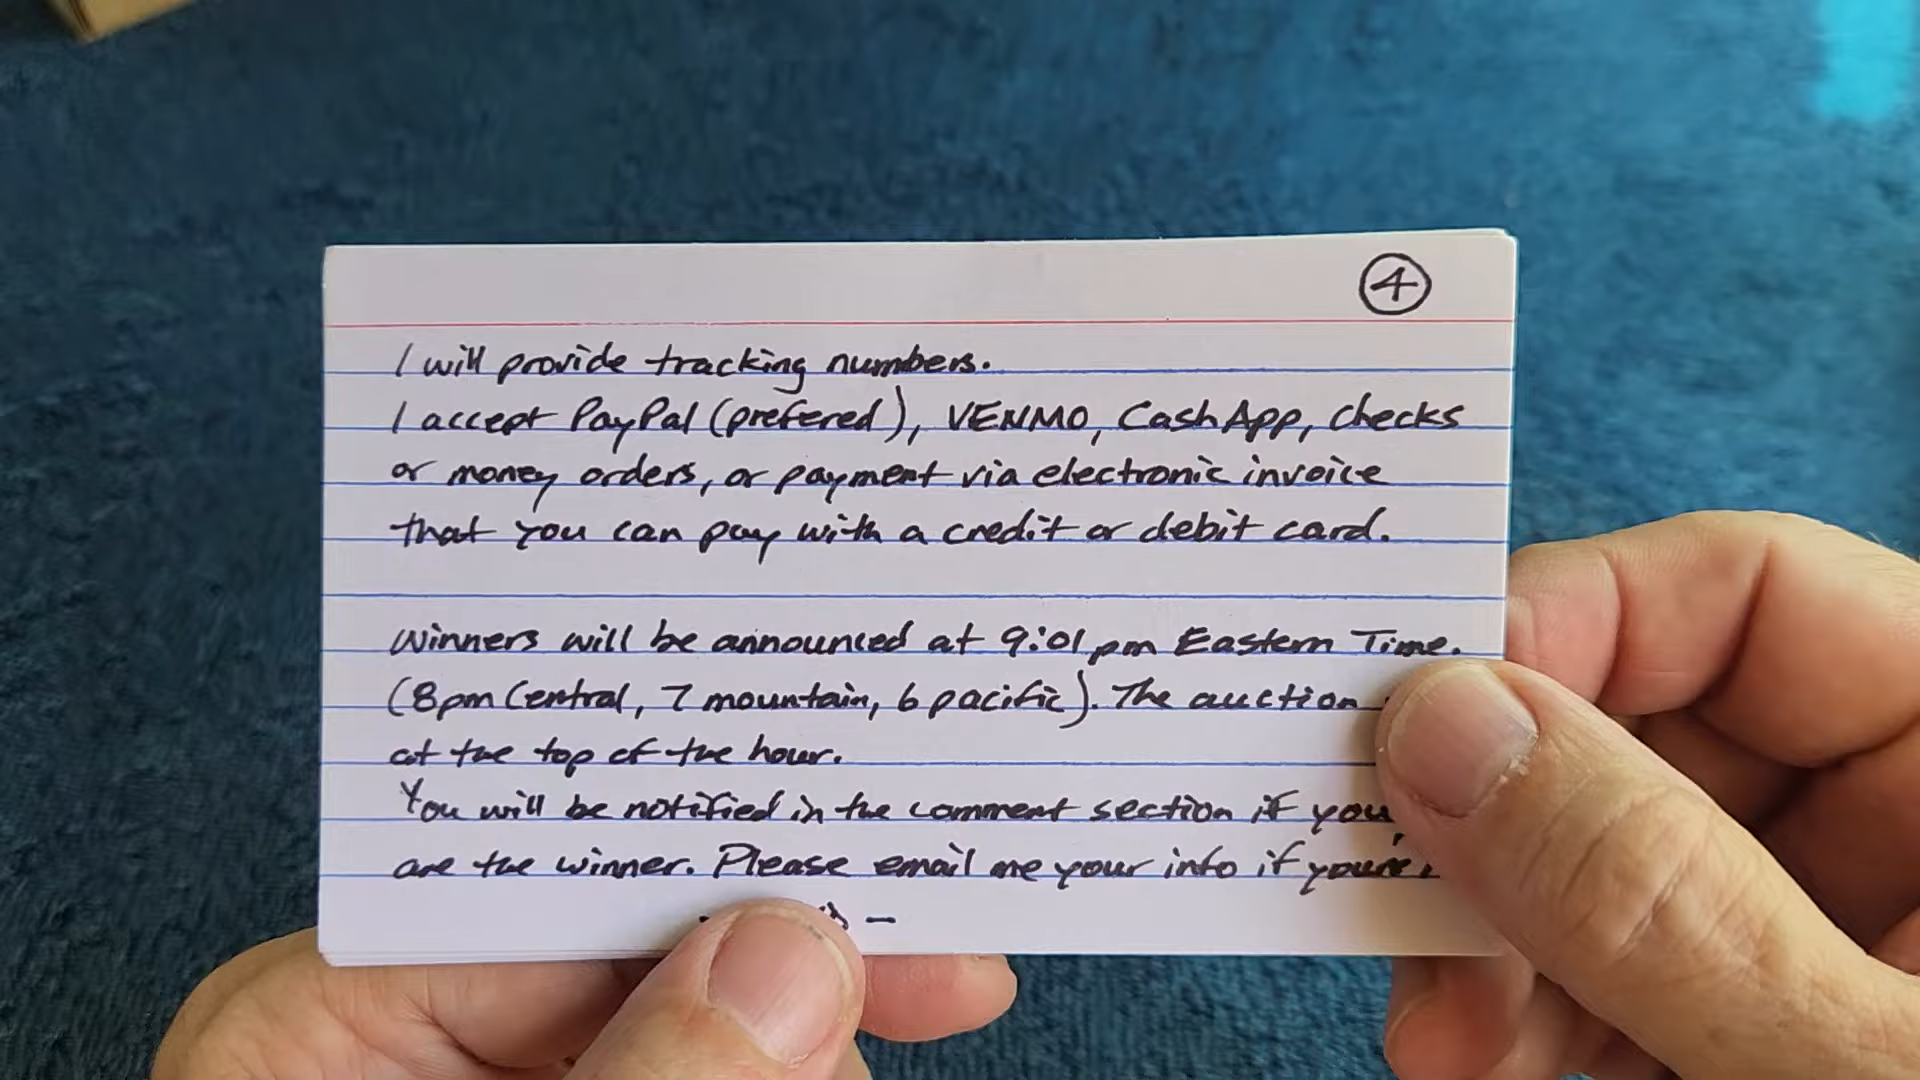 4
I will provide tracking numbers.
I accept PayPal (prefered), VENMO, Cash App, checks
or money orders, or payment via electronic invoice
that you can pay with a credit or debit card.
Winners will be announced at 9:01 pm Eastern Time.
(8pm Central, 7 mountain, 6 pacific). The auction
at the top of the hour.
You will be notified in the comment section if you
are the winner. Please email me your info if you're